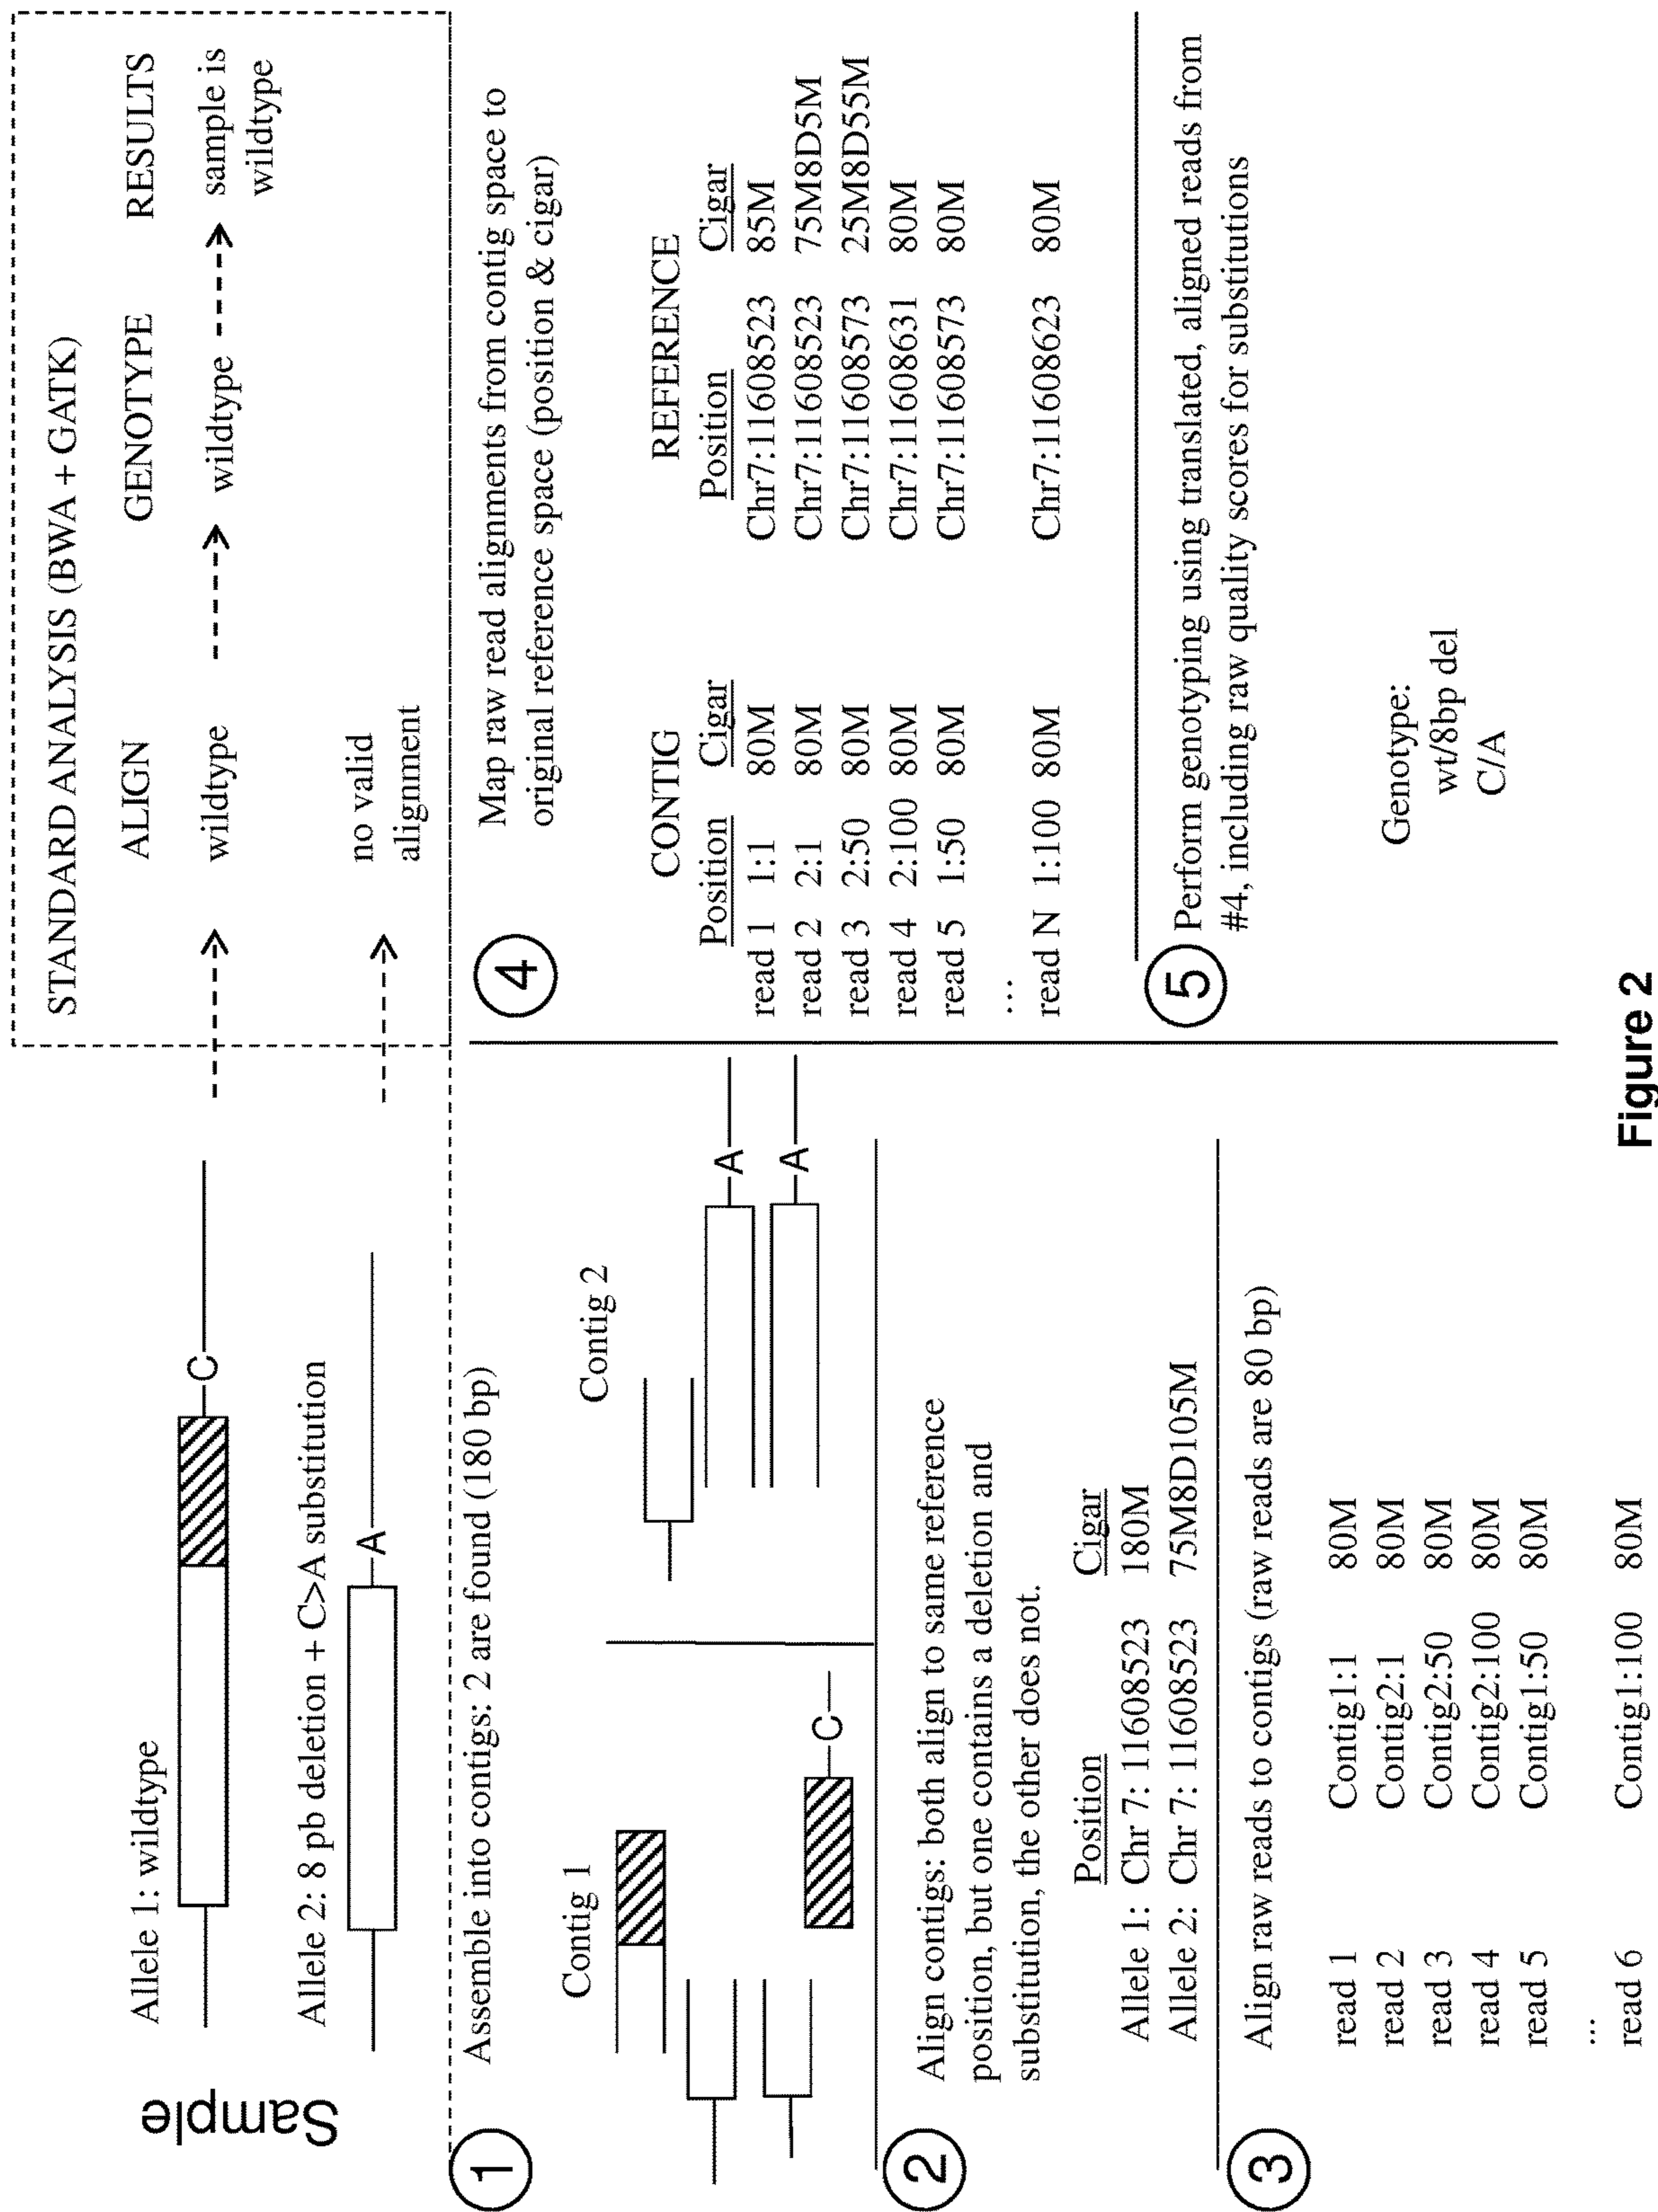 Sample
Allele 1: wildtype
C
Allele 2: 8 pb deletion + C>A substitution
A
STANDARD ANALYSIS (BWA + GATK)
ALIGN GENOTYPE RESULTS
wildtype wildtype sample is
wildtype
no valid
alignment
1 Assemble into contigs: 2 are found (180 bp)
Contig 1
C
Contig 2
A
A
2 Align contigs: both align to same reference
position, but one contains a deletion and
substitution, the other does not.
Position Cigar
Allele 1: Chr 7: 11608523 180M
Allele 2: Chr 7: 11608523 75M8D105M
3 Align raw reads to contigs (raw reads are 80 bp)
read 1 Contig1:1 80M
read 2 Contig2:1 80M
read 3 Contig2:50 80M
read 4 Contig2:100 80M
read 5 Contig1:50 80M
...
read 6 Contig1:100 80M
4 Map raw read alignments from contig space to
original reference space (position & cigar)
CONTIG REFERENCE
Position Cigar Position Cigar
read 1 1:1 80M Chr7:11608523 85M
read 2 2:1 80M Chr7:11608523 75M8D5M
read 3 2:50 80M Chr7:11608573 25M8D55M
read 4 2:100 80M Chr7:11608631 80M
read 5 1:50 80M Chr7:11608573 80M
...
read N 1:100 80M Chr7:11608623 80M
5 Perform genotyping using translated, aligned reads from
#4, including raw quality scores for substitutions
Genotype:
wt/8bp del
C/A
Figure 2